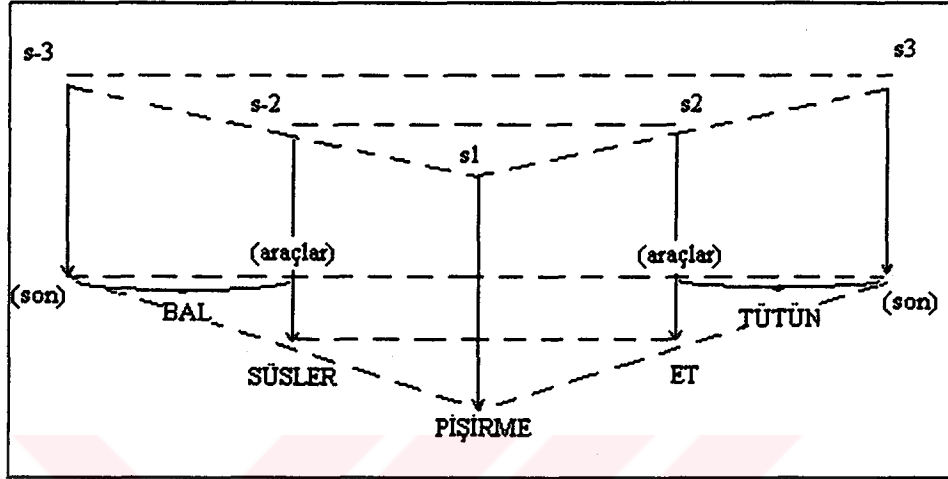 s-3 s3
s-2 s2
s1
(araçlar) (araçlar)
(son) BAL TÜTÜN (son)
SÜSLER ET
PİŞİRME